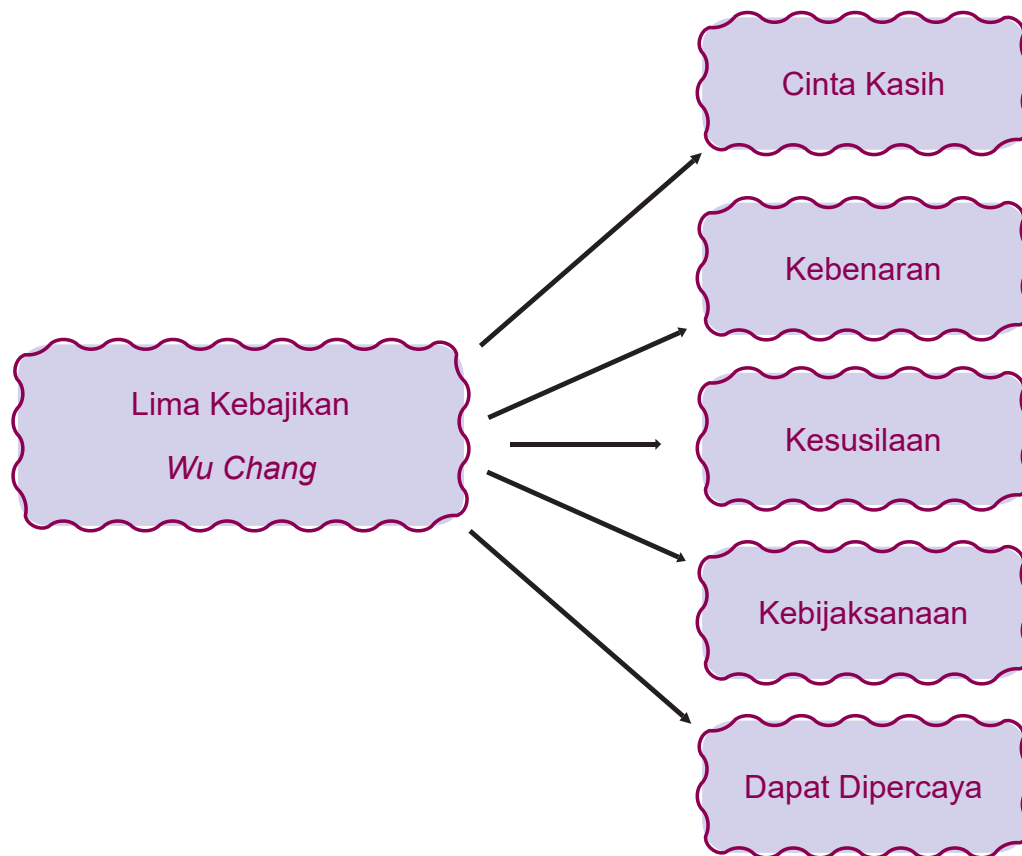 Lima Kebajikan
Wu Chang
Cinta Kasih
Kebenaran
Kesusilaan
Kebijaksanaan
Dapat Dipercaya